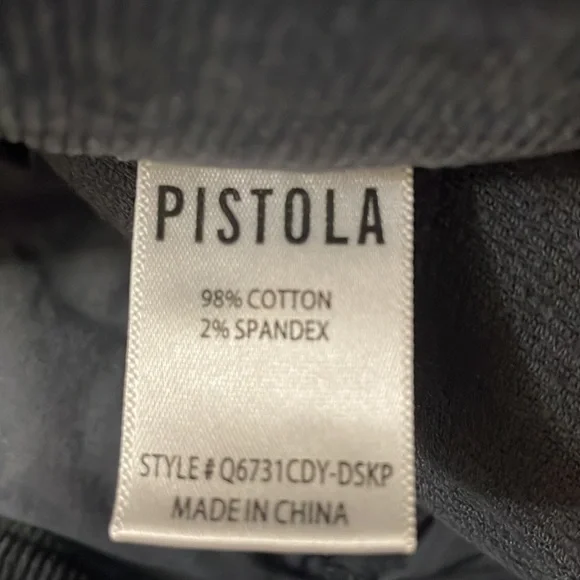 PISTOLA
98% COTTON
2% SPANDEX
STYLE # Q6731CDY-DSKP
MADE IN CHINA